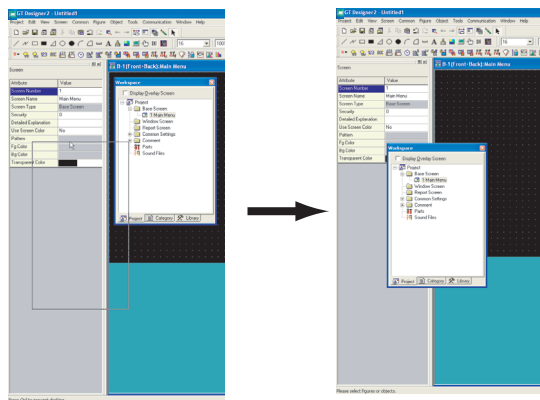 GT Designer2 - Untitled1
Project Edit View Screen Common Figure Object Tools Communication Window Help
16
100
Screen
B-1(Front+Back):Main Menu
Attribute Value
Screen Number 1
Screen Name Main Menu
Screen Type Base Screen
Security 0
Detailed Explanation
Use Screen Color No
Pattern
Fg Color
Bg Color
Transparent Color
Workspace
Display Overlay Screen
Project
Base Screen
1 Main Menu
Window Screen
Report Screen
Common Settings
Comment
Parts
Sound Files
Project Category Library
GT Designer2 - Untitled1
Project Edit View Screen Common Figure Object Tools Communication Window Help
16
Screen
B-1(Front+Back):Main Menu
Attribute Value
Screen Number 1
Screen Name Main Menu
Screen Type Base Screen
Security 0
Detailed Explanation
Use Screen Color No
Pattern
Fg Color
Bg Color
Transparent Color
Workspace
Display Overlay Screen
Project
Base Screen
1 Main Menu
Window Screen
Report Screen
Common Settings
Comment
Parts
Sound Files
Project Category Library
Please select figures or objects.